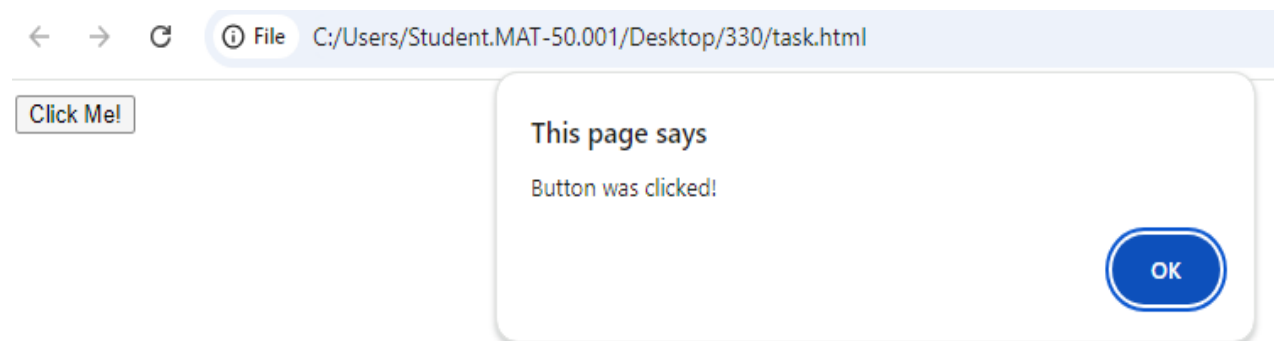 File C:/Users/Student.MAT-50.001/Desktop/330/task.html
Click Me!
This page says
Button was clicked!
OK